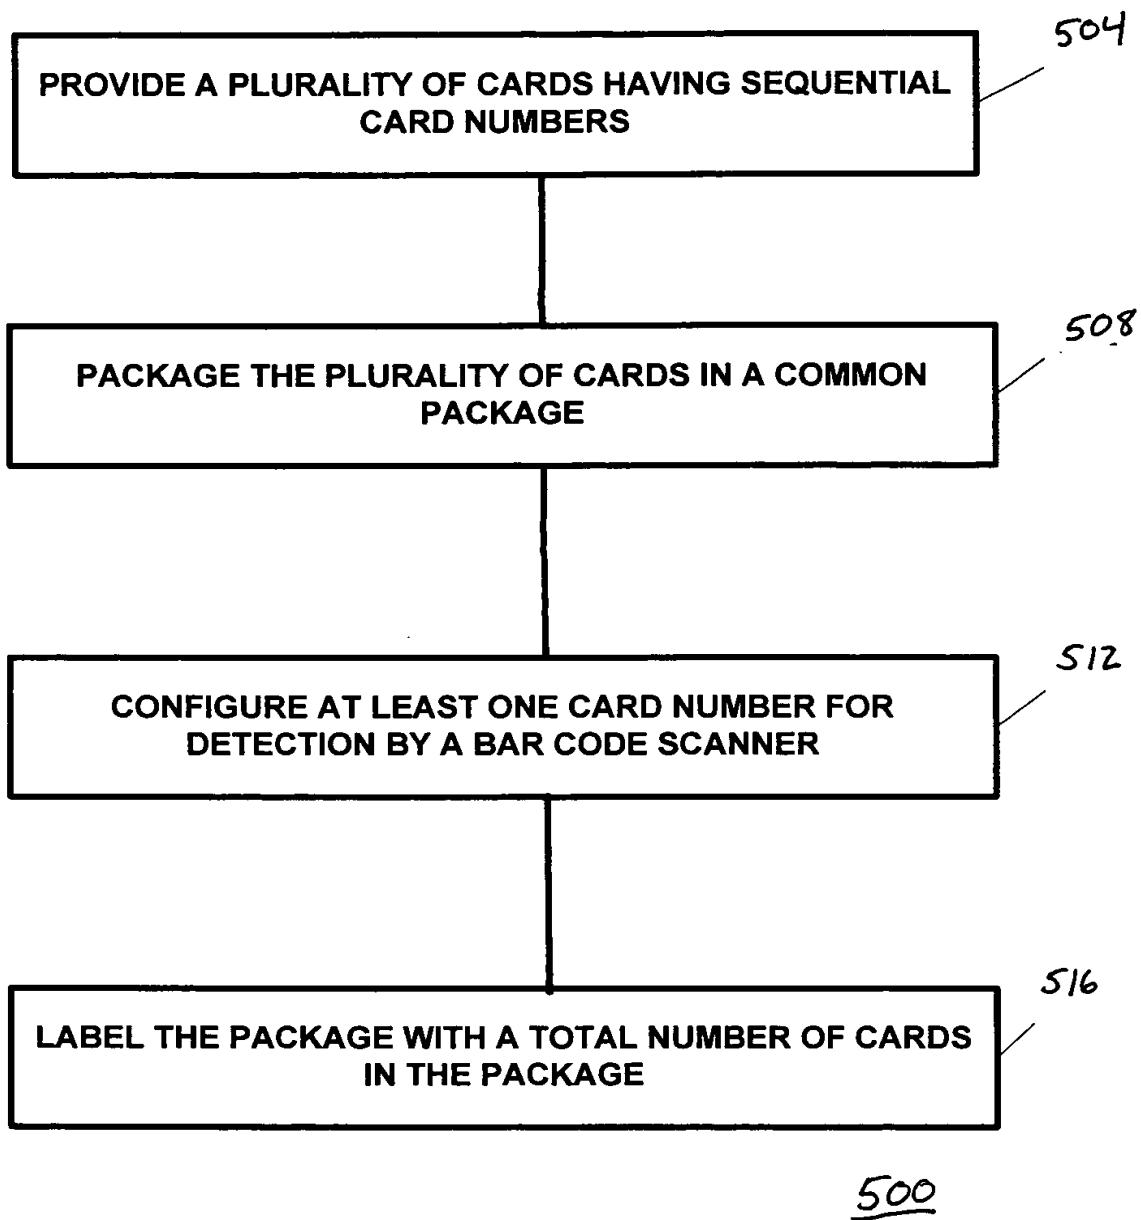 504
PROVIDE A PLURALITY OF CARDS HAVING SEQUENTIAL
CARD NUMBERS
508
PACKAGE THE PLURALITY OF CARDS IN A COMMON
PACKAGE
512
CONFIGURE AT LEAST ONE CARD NUMBER FOR
DETECTION BY A BAR CODE SCANNER
516
LABEL THE PACKAGE WITH A TOTAL NUMBER OF CARDS
IN THE PACKAGE
500